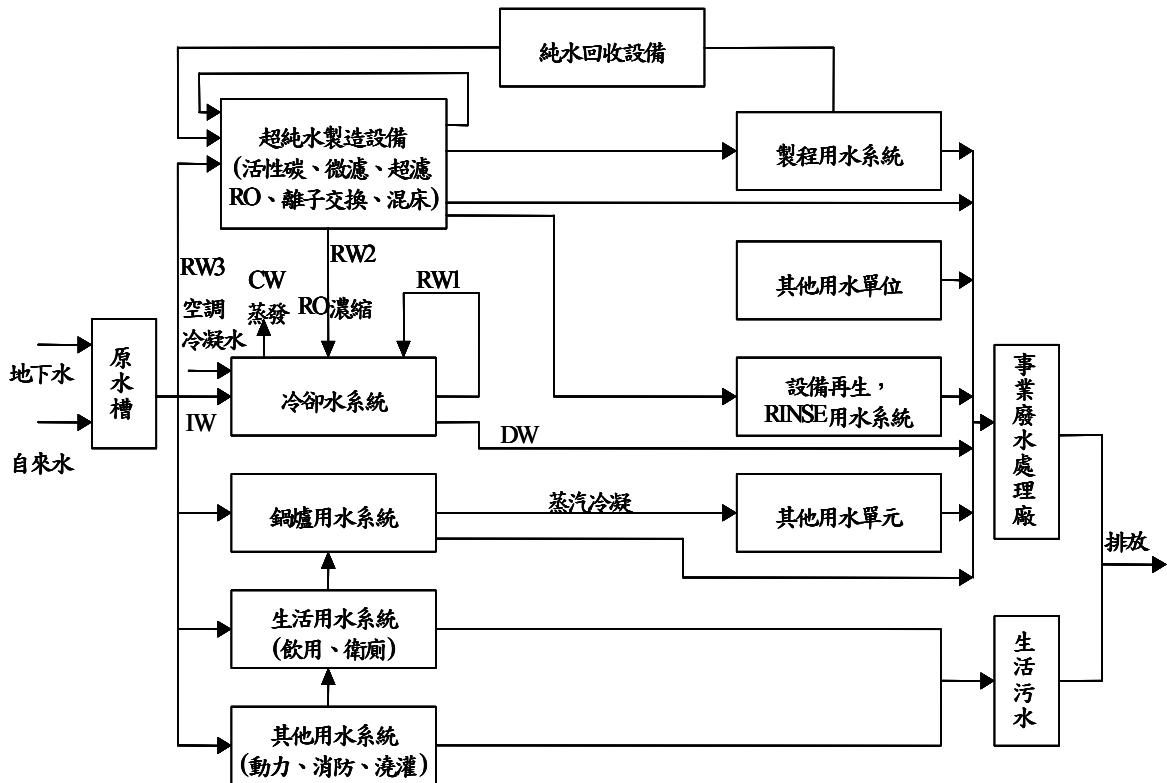 純水回收設備
超純水製造設備
(活性碳、微濾、超濾
RO、離子交換、混床)
製程用水系統
RW3
空調
冷凝水
CW
蒸發
RW2
RO濃縮
RW1
其他用水單位
地下水
自來水
原水槽
IW
冷卻水系統
DW
設備再生，
RINSE用水系統
事業廢水處理廠
鍋爐用水系統
蒸汽冷凝
其他用水單元
排放
生活用水系統
(飲用、衛廁)
生活污水
其他用水系統
(動力、消防、澆灌)